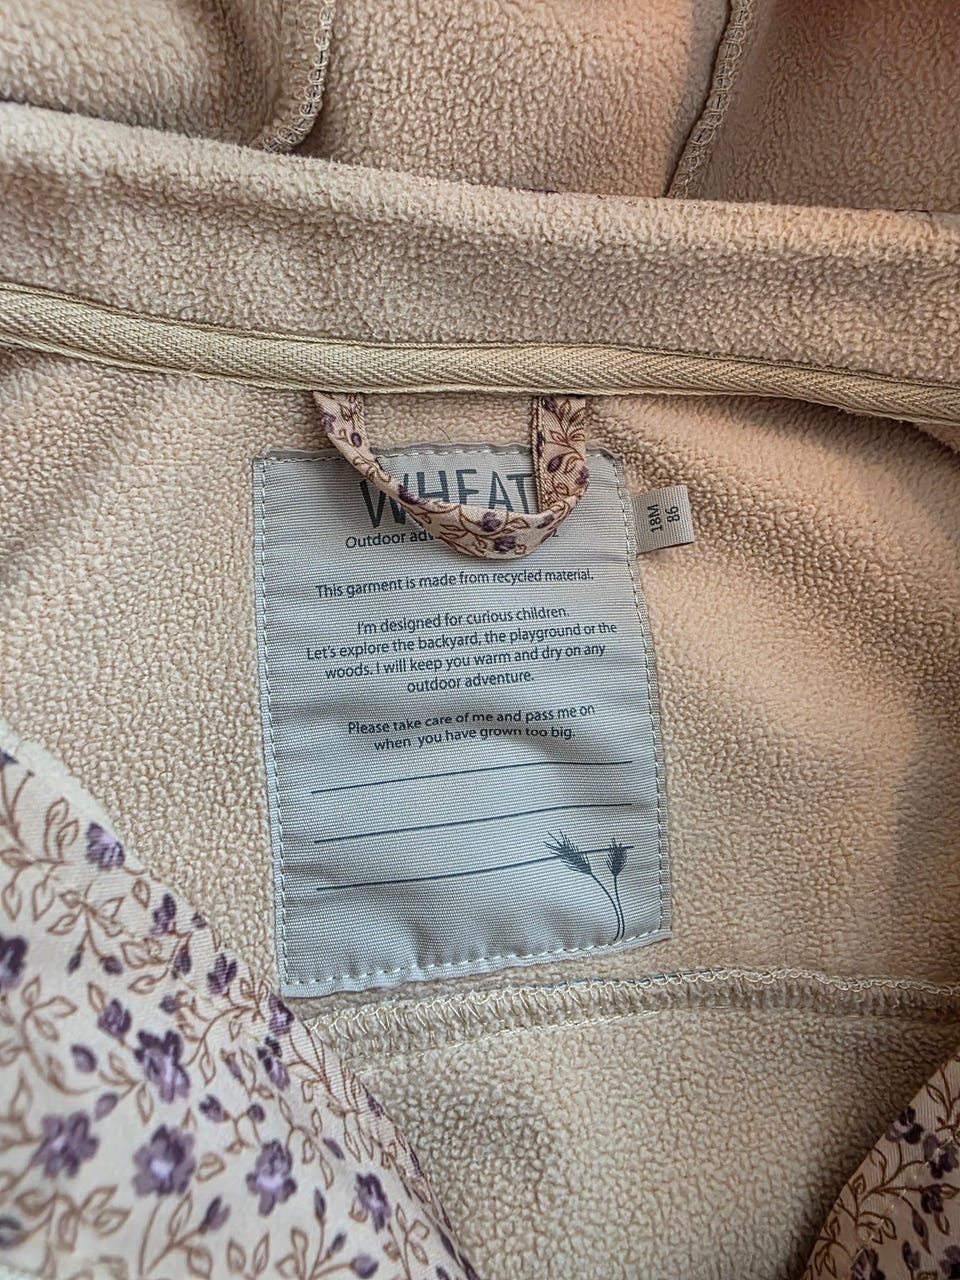 WHEAT
Outdoor
This garment is made from recycled material.
I'm designed for curious children.
Let's explore the backyard, the playground or the
woods. I will keep you warm and dry on any
outdoor adventure.
Please take care of me and pass me on
when you have grown too big.
18M
86